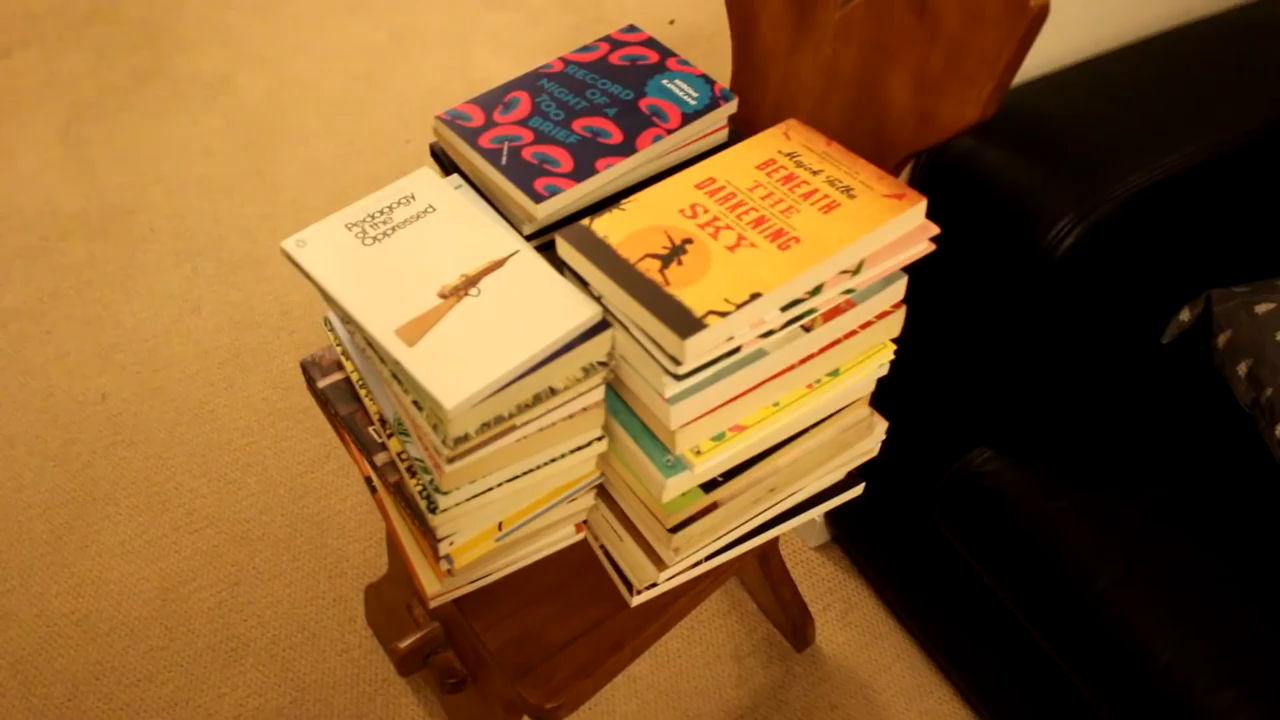 RECORD
OF A
NIGHT
TOO
BRIEF
HIROMI
KAWAKAMI
Pedagogy
of the
Oppressed
Majok Tulba
BENEATH
THE
DARKENING
SKY